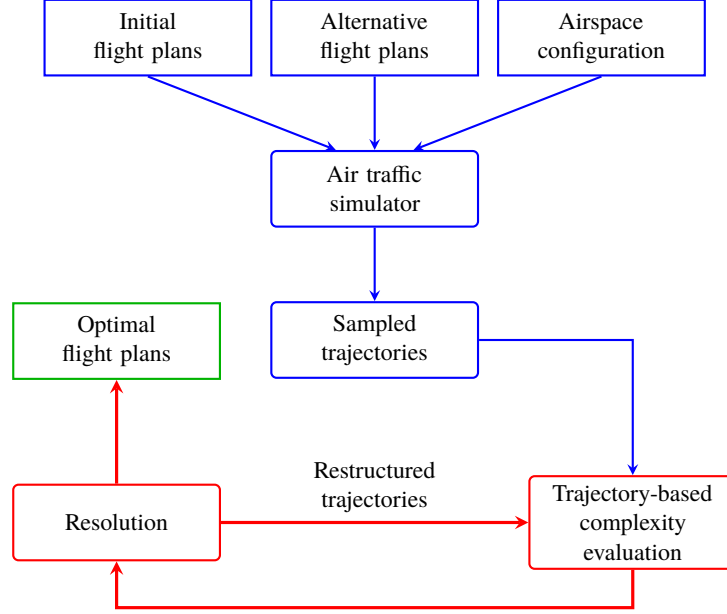 Initial
flight plans
Alternative
flight plans
Airspace
configuration
Air traffic
simulator
Optimal
flight plans
Sampled
trajectories
Restructured
trajectories
Resolution
Trajectory-based
complexity
evaluation